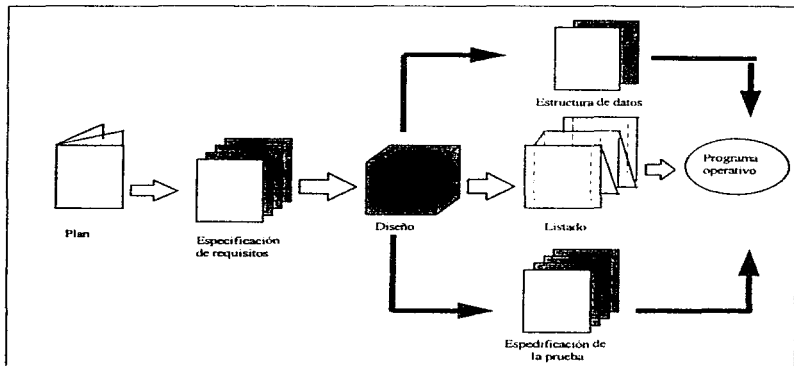 Estructura de datos
Programa
operativo
Plan
Especificación
de requisitos
Diseño
Listado
Espedificación de
la prueba